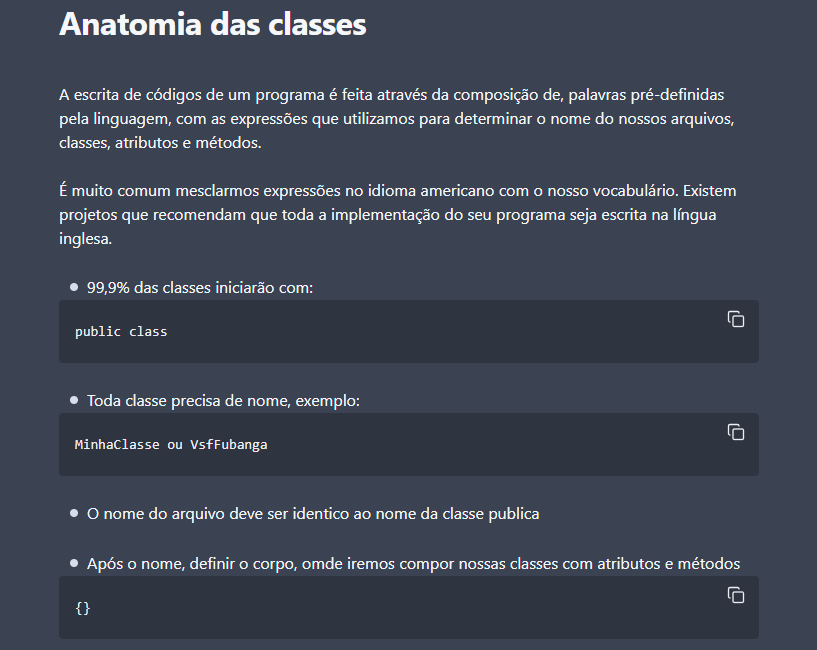 Anatomia das classes
A escrita de códigos de um programa é feita através da composição de, palavras pré-definidas
pela linguagem, com as expressões que utilizamos para determinar o nome do nossos arquivos,
classes, atributos e métodos.
É muito comum mesclarmos expressões no idioma americano com o nosso vocabulário. Existem
projetos que recomendam que toda a implementação do seu programa seja escrita na língua
inglesa.
99,9% das classes iniciarão com:
public class
Toda classe precisa de nome, exemplo:
MinhaClasse ou VsfFubanga
O nome do arquivo deve ser identico ao nome da classe publica
Após o nome, definir o corpo, omde iremos compor nossas classes com atributos e métodos
{}